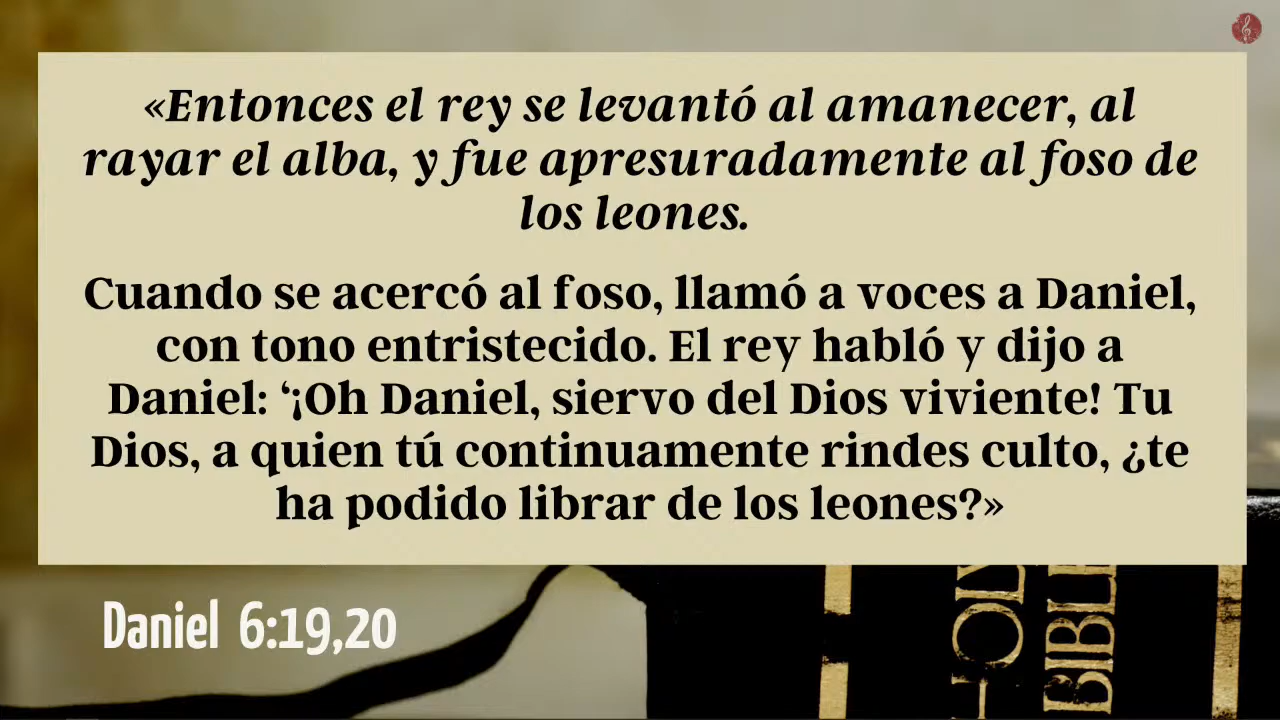 «Entonces el rey se levantó al amanecer, al
rayar el alba, y fue apresuradamente al foso de
los leones.
Cuando se acercó al foso, llamó a voces a Daniel,
con tono entristecido. El rey habló y dijo a
Daniel: ‘¡Oh Daniel, siervo del Dios viviente! Tu
Dios, a quien tú continuamente rindes culto, ¿te
ha podido librar de los leones?»
Daniel 6:19,20
HOLY
BIBLE